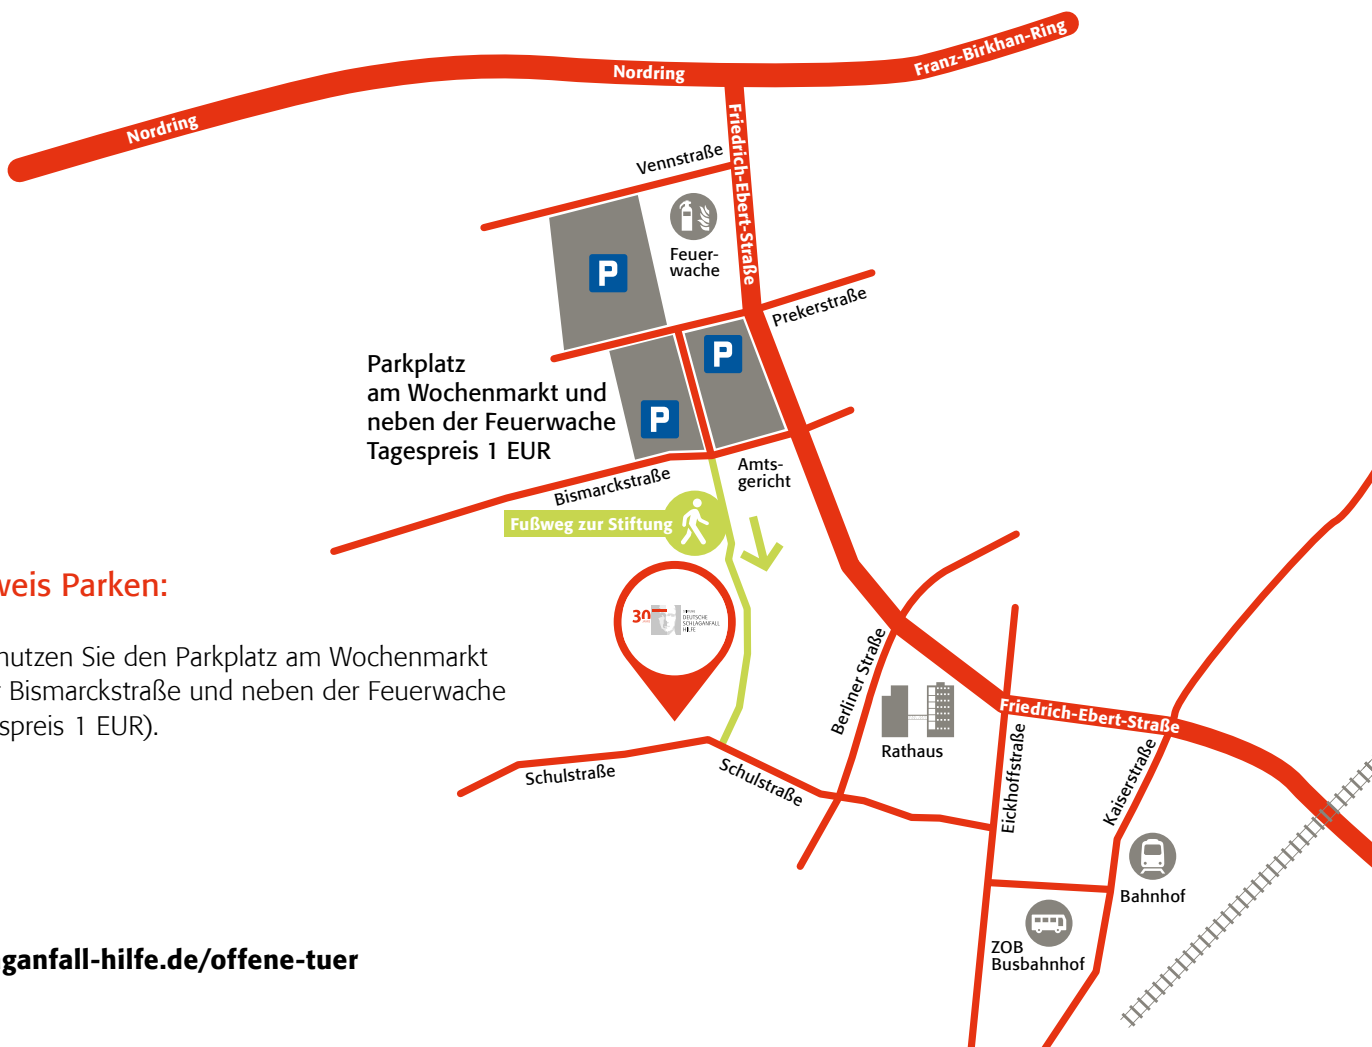 Franz-Birkhan-Ring
Nordring
Nordring
Friedrich-Ebert-Straße
Vennstraße
Feuer-
wache
Prekerstraße
Parkplatz
am Wochenmarkt und
neben der Feuerwache
Tagespreis 1 EUR
P
P
P
Amts-
gericht
Bismarckstraße
Fußweg zur Stiftung
weis Parken:
30
DEUTSCHE
SCHLAGANFALL
HILFE
nutzen Sie den Parkplatz am Wochenmarkt
r Bismarckstraße und neben der Feuerwache
spreis 1 EUR).
Berliner Straße
Rathaus
Friedrich-Ebert-Straße
Eickhoffstraße
Kaiserstraße
Schulstraße
Schulstraße
Bahnhof
ZOB
Busbahnhof
ganfall-hilfe.de/offene-tuer